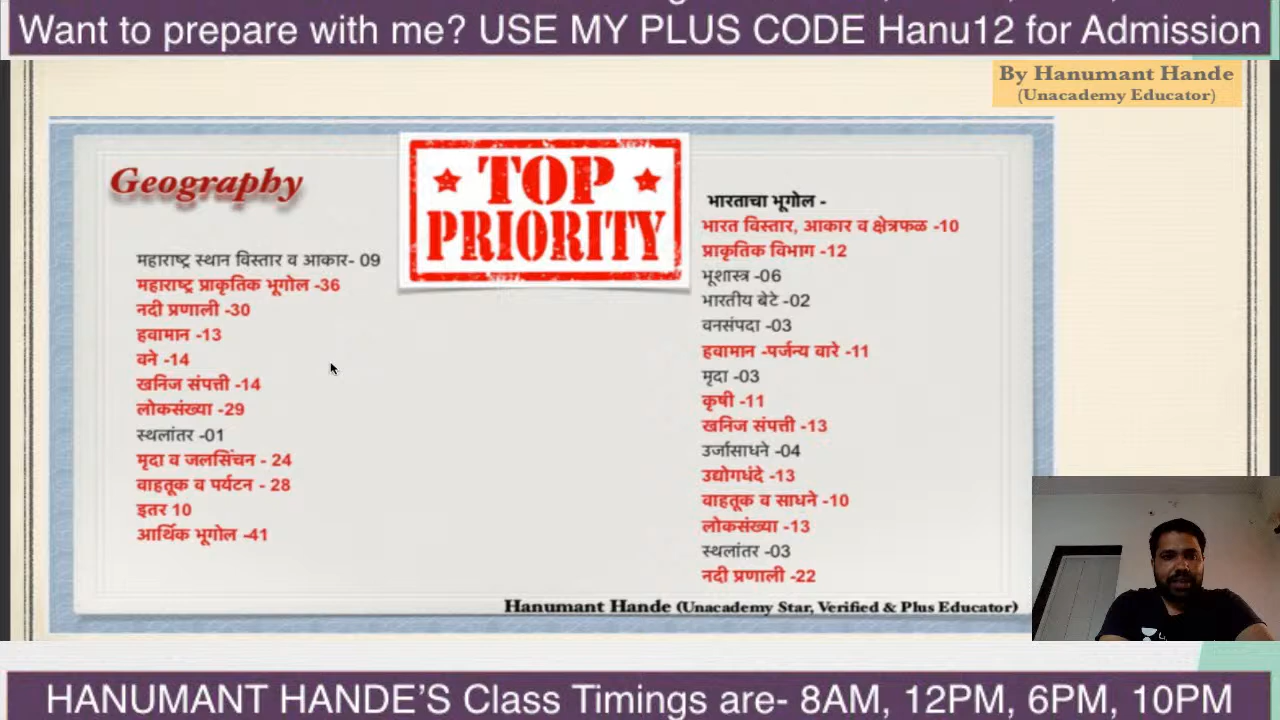 Want to prepare with me? USE MY PLUS CODE Hanu12 for Admission
By Hanumant Hande
(Unacademy Educator)
Geography
TOP
PRIORITY
महाराष्ट्र स्थान विस्तार व आकार- 09
महाराष्ट्र प्राकृतिक भूगोल -36
नदी प्रणाली -30
हवामान -13
वने -14
खनिज संपत्ती -14
लोकसंख्या -29
स्थलांतर -01
मृदा व जलसिंचन - 24
वाहतूक व पर्यटन - 28
इतर 10
आर्थिक भूगोल -41
भारताचा भूगोल -
भारत विस्तार, आकार व क्षेत्रफळ -10
प्राकृतिक विभाग -12
भूशास्त्र -06
भारतीय बेटे -02
वनसंपदा -03
हवामान -पर्जन्य वारे -11
मृदा -03
कृषी -11
खनिज संपत्ती -13
उर्जासाधने -04
उद्योगधंदे -13
वाहतूक व साधने -10
लोकसंख्या -13
स्थलांतर -03
नदी प्रणाली -22
Hanumant Hande (Unacademy Star, Verified & Plus Educator)
HANUMANT HANDE'S Class Timings are- 8AM, 12PM, 6PM, 10PM